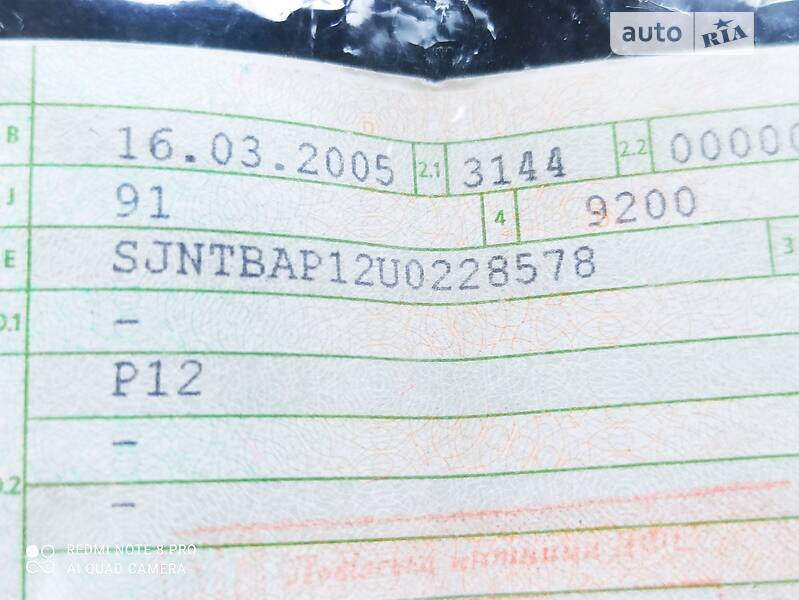 auto RIA
B 16.03.2005 2.1 3144 2.2 00000
J 91 4 9200
E SJNTBAP12U0228578 3
D.1 -
P12
-
D.2 -
REDMI NOTE 8 PRO
AI QUAD CAMERA